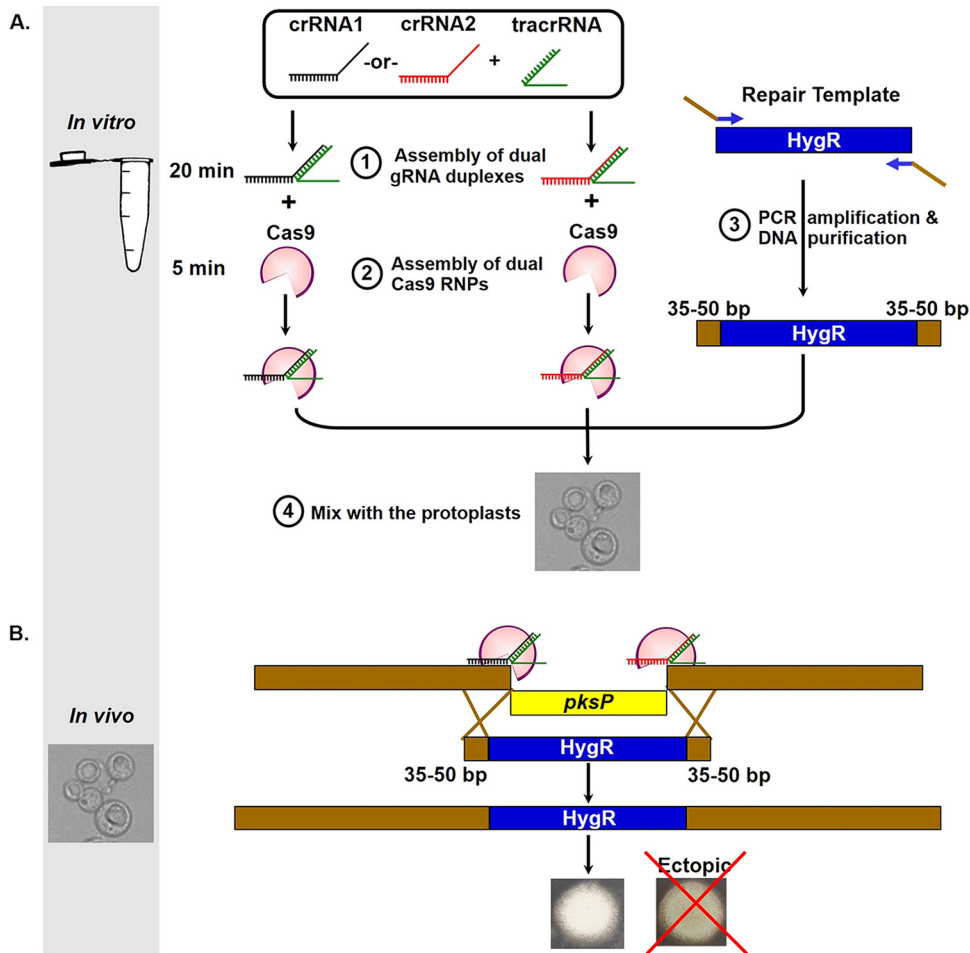 A.
crRNA1
crRNA2
tracrRNA
-or-
+
In vitro
20 min
1
Assembly of dual
gRNA duplexes
+
+
Cas9
Cas9
5 min
2
Assembly of dual
Cas9 RNPs
Repair Template
HygR
3
PCR amplification &
DNA purification
35-50 bp
35-50 bp
HygR
4
Mix with the protoplasts
B.
In vivo
pksP
HygR
35-50 bp
35-50 bp
HygR
Ectopic